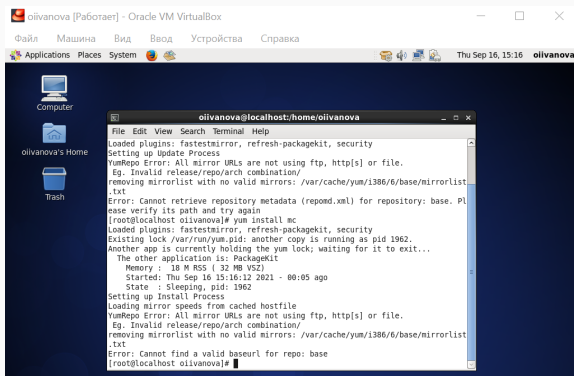 oiivanova [Работает] - Oracle VM VirtualBox
Файл Машина Вид Ввод Устройства Справка
Applications Places System Thu Sep 16, 15:16 oiivanova
Computer
oiivanova's Home
Trash
oiivanova@localhost:/home/oiivanova
File Edit View Search Terminal Help
Loaded plugins: fastestmirror, refresh-packagekit, security
Setting up Update Process
YumRepo Error: All mirror URLs are not using ftp, http[s] or file.
Eg. Invalid release/repo/arch combination/
removing mirrorlist with no valid mirrors: /var/cache/yum/i386/6/base/mirrorlist
.txt
Error: Cannot retrieve repository metadata (repomd.xml) for repository: base. Pl
ease verify its path and try again
[root@localhost oiivanova]# yum install mc
Loaded plugins: fastestmirror, refresh-packagekit, security
Existing lock /var/run/yum.pid: another copy is running as pid 1962.
Another app is currently holding the yum lock; waiting for it to exit...
The other application is: PackageKit
Memory : 18 M RSS ( 32 MB VSZ)
Started: Thu Sep 16 15:16:12 2021 - 00:05 ago
State : Sleeping, pid: 1962
Setting up Install Process
Loading mirror speeds from cached hostfile
YumRepo Error: All mirror URLs are not using ftp, http[s] or file.
Eg. Invalid release/repo/arch combination/
removing mirrorlist with no valid mirrors: /var/cache/yum/i386/6/base/mirrorlist
.txt
Error: Cannot find a valid baseurl for repo: base
[root@localhost oiivanova]#